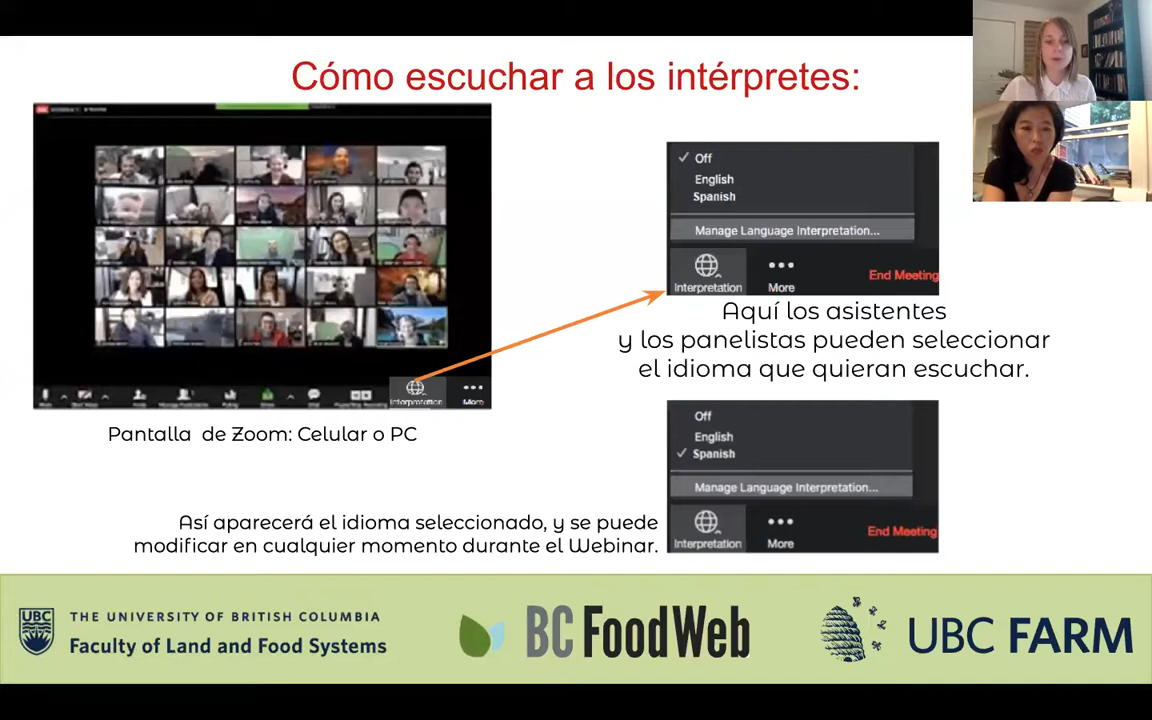 Cómo escuchar a los intérpretes:
Interpretation
More
Pantalla de Zoom: Celular o PC
Off
English
Spanish
Manage Language Interpretation...
Interpretation
More
End Meeting
Aquí los asistentes
y los panelistas pueden seleccionar
el idioma que quieran escuchar.
Off
English
Spanish
Manage Language Interpretation...
Interpretation
More
End Meeting
Así aparecerá el idioma seleccionado, y se puede
modificar en cualquier momento durante el Webinar.
UBC
THE UNIVERSITY OF BRITISH COLUMBIA
Faculty of Land and Food Systems
BC FoodWeb
UBC FARM